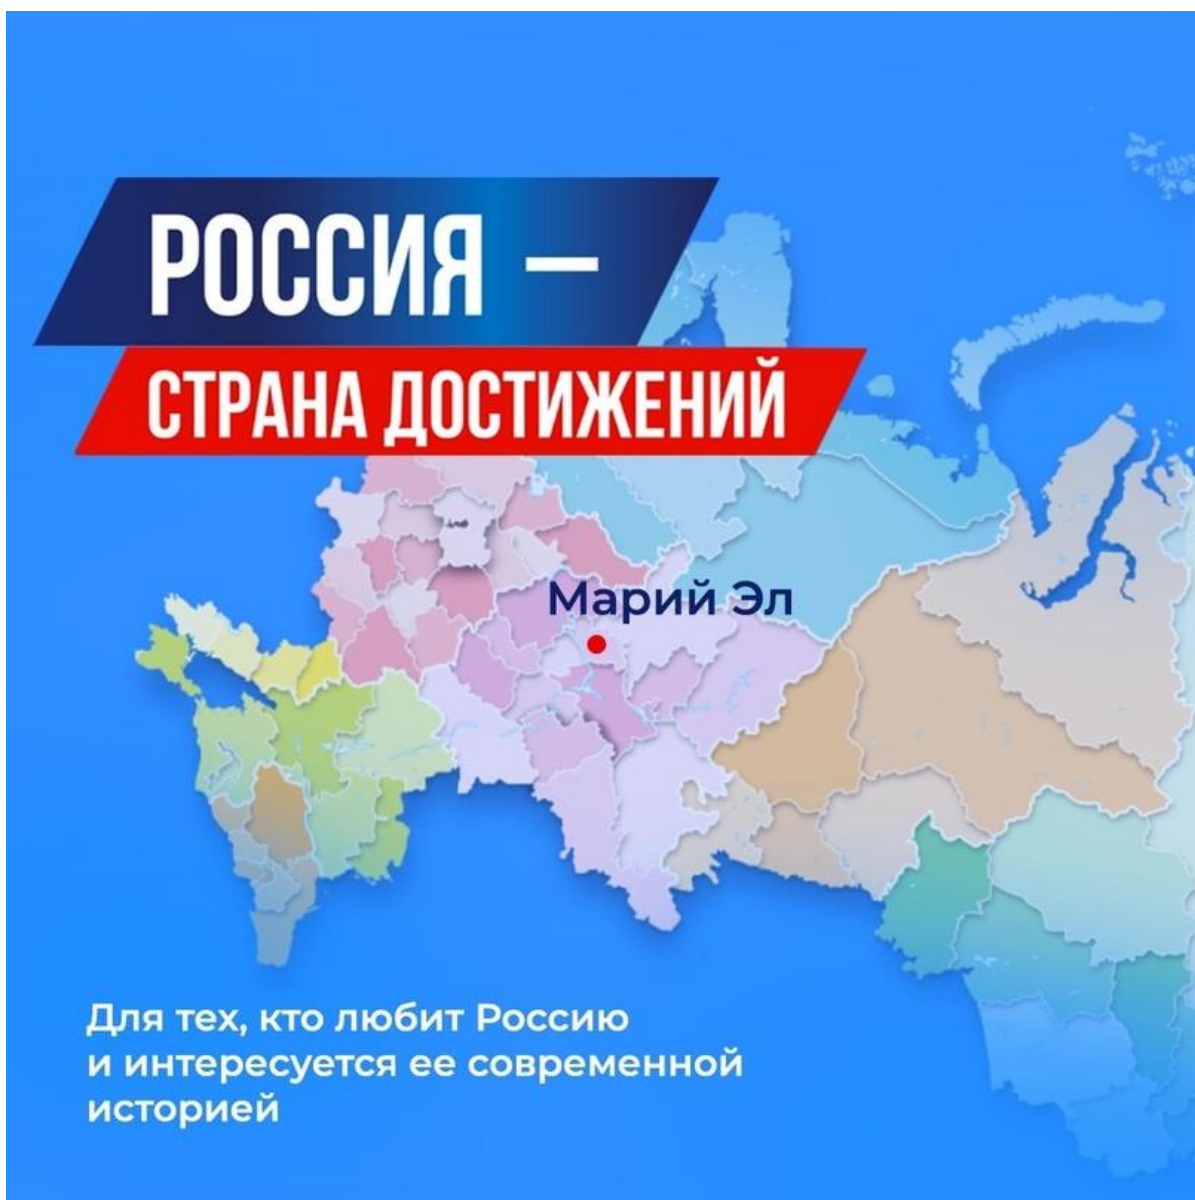 РОССИЯ –
СТРАНА ДОСТИЖЕНИЙ
Марий Эл
Для тех, кто любит Россию
и интересуется ее современной
историей